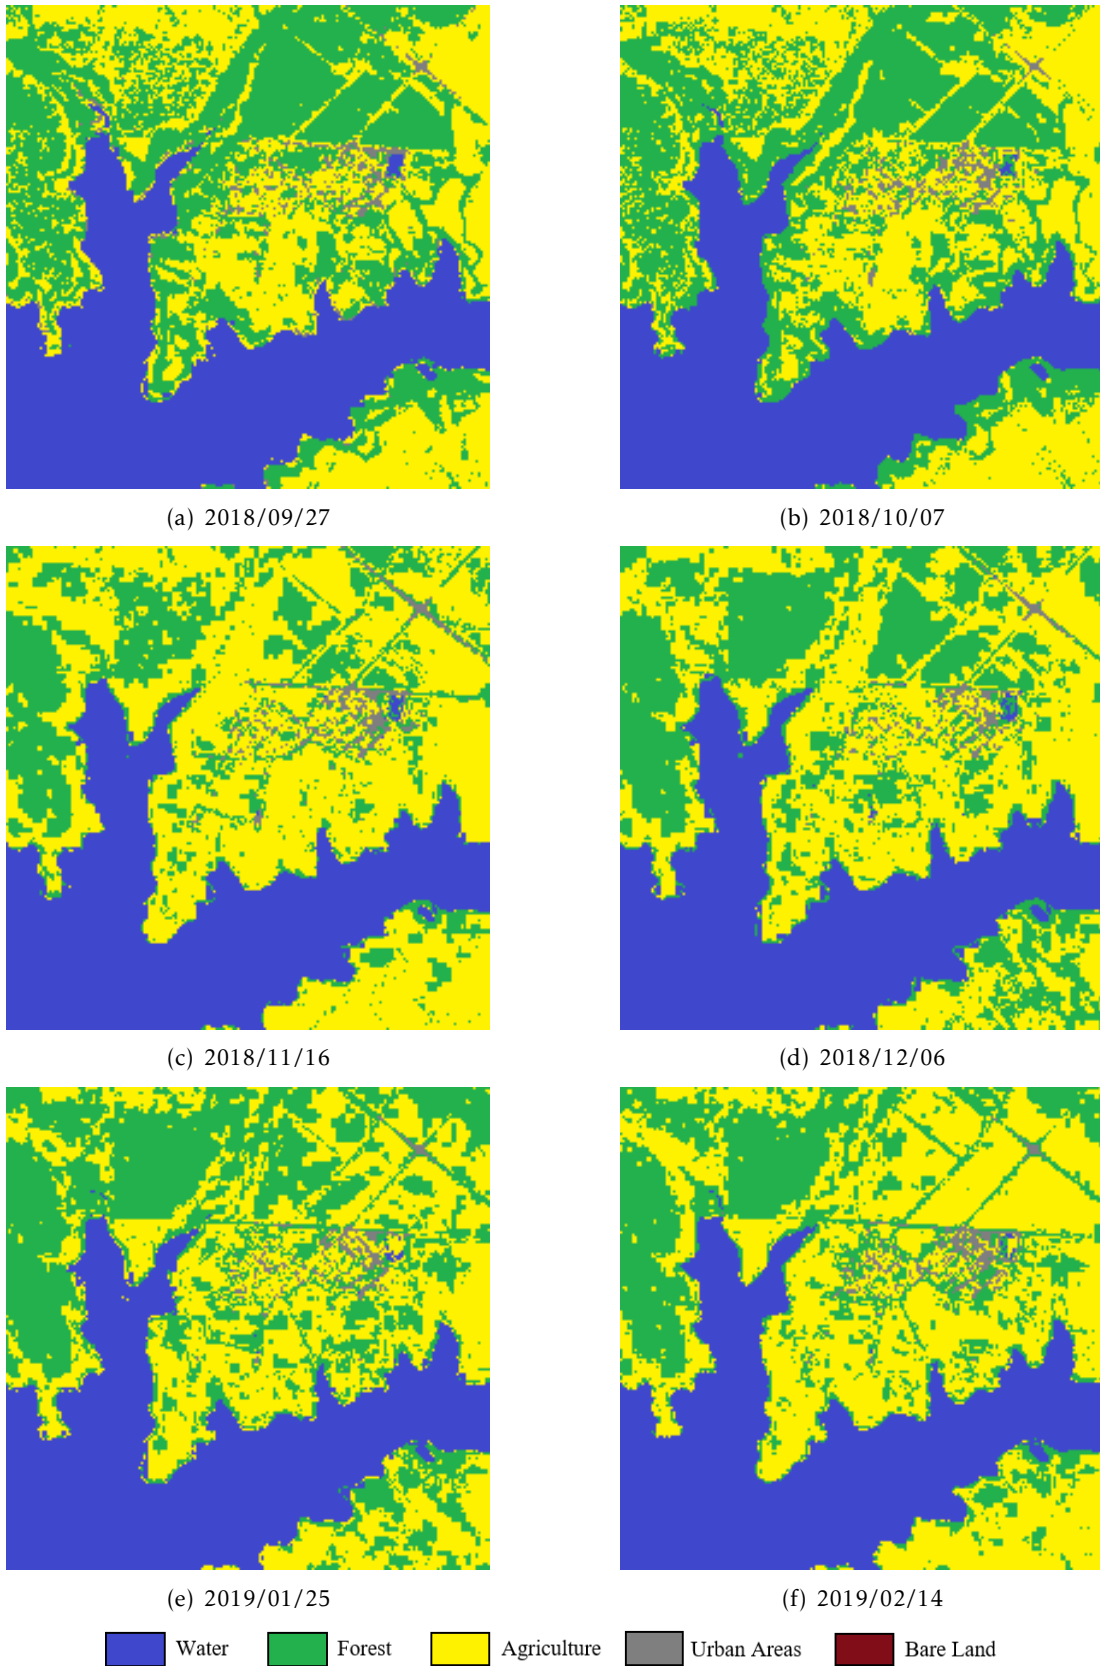 (a) 2018/09/27
(b) 2018/10/07
(c) 2018/11/16
(d) 2018/12/06
(e) 2019/01/25
(f) 2019/02/14
Water Forest Agriculture Urban Areas Bare Land